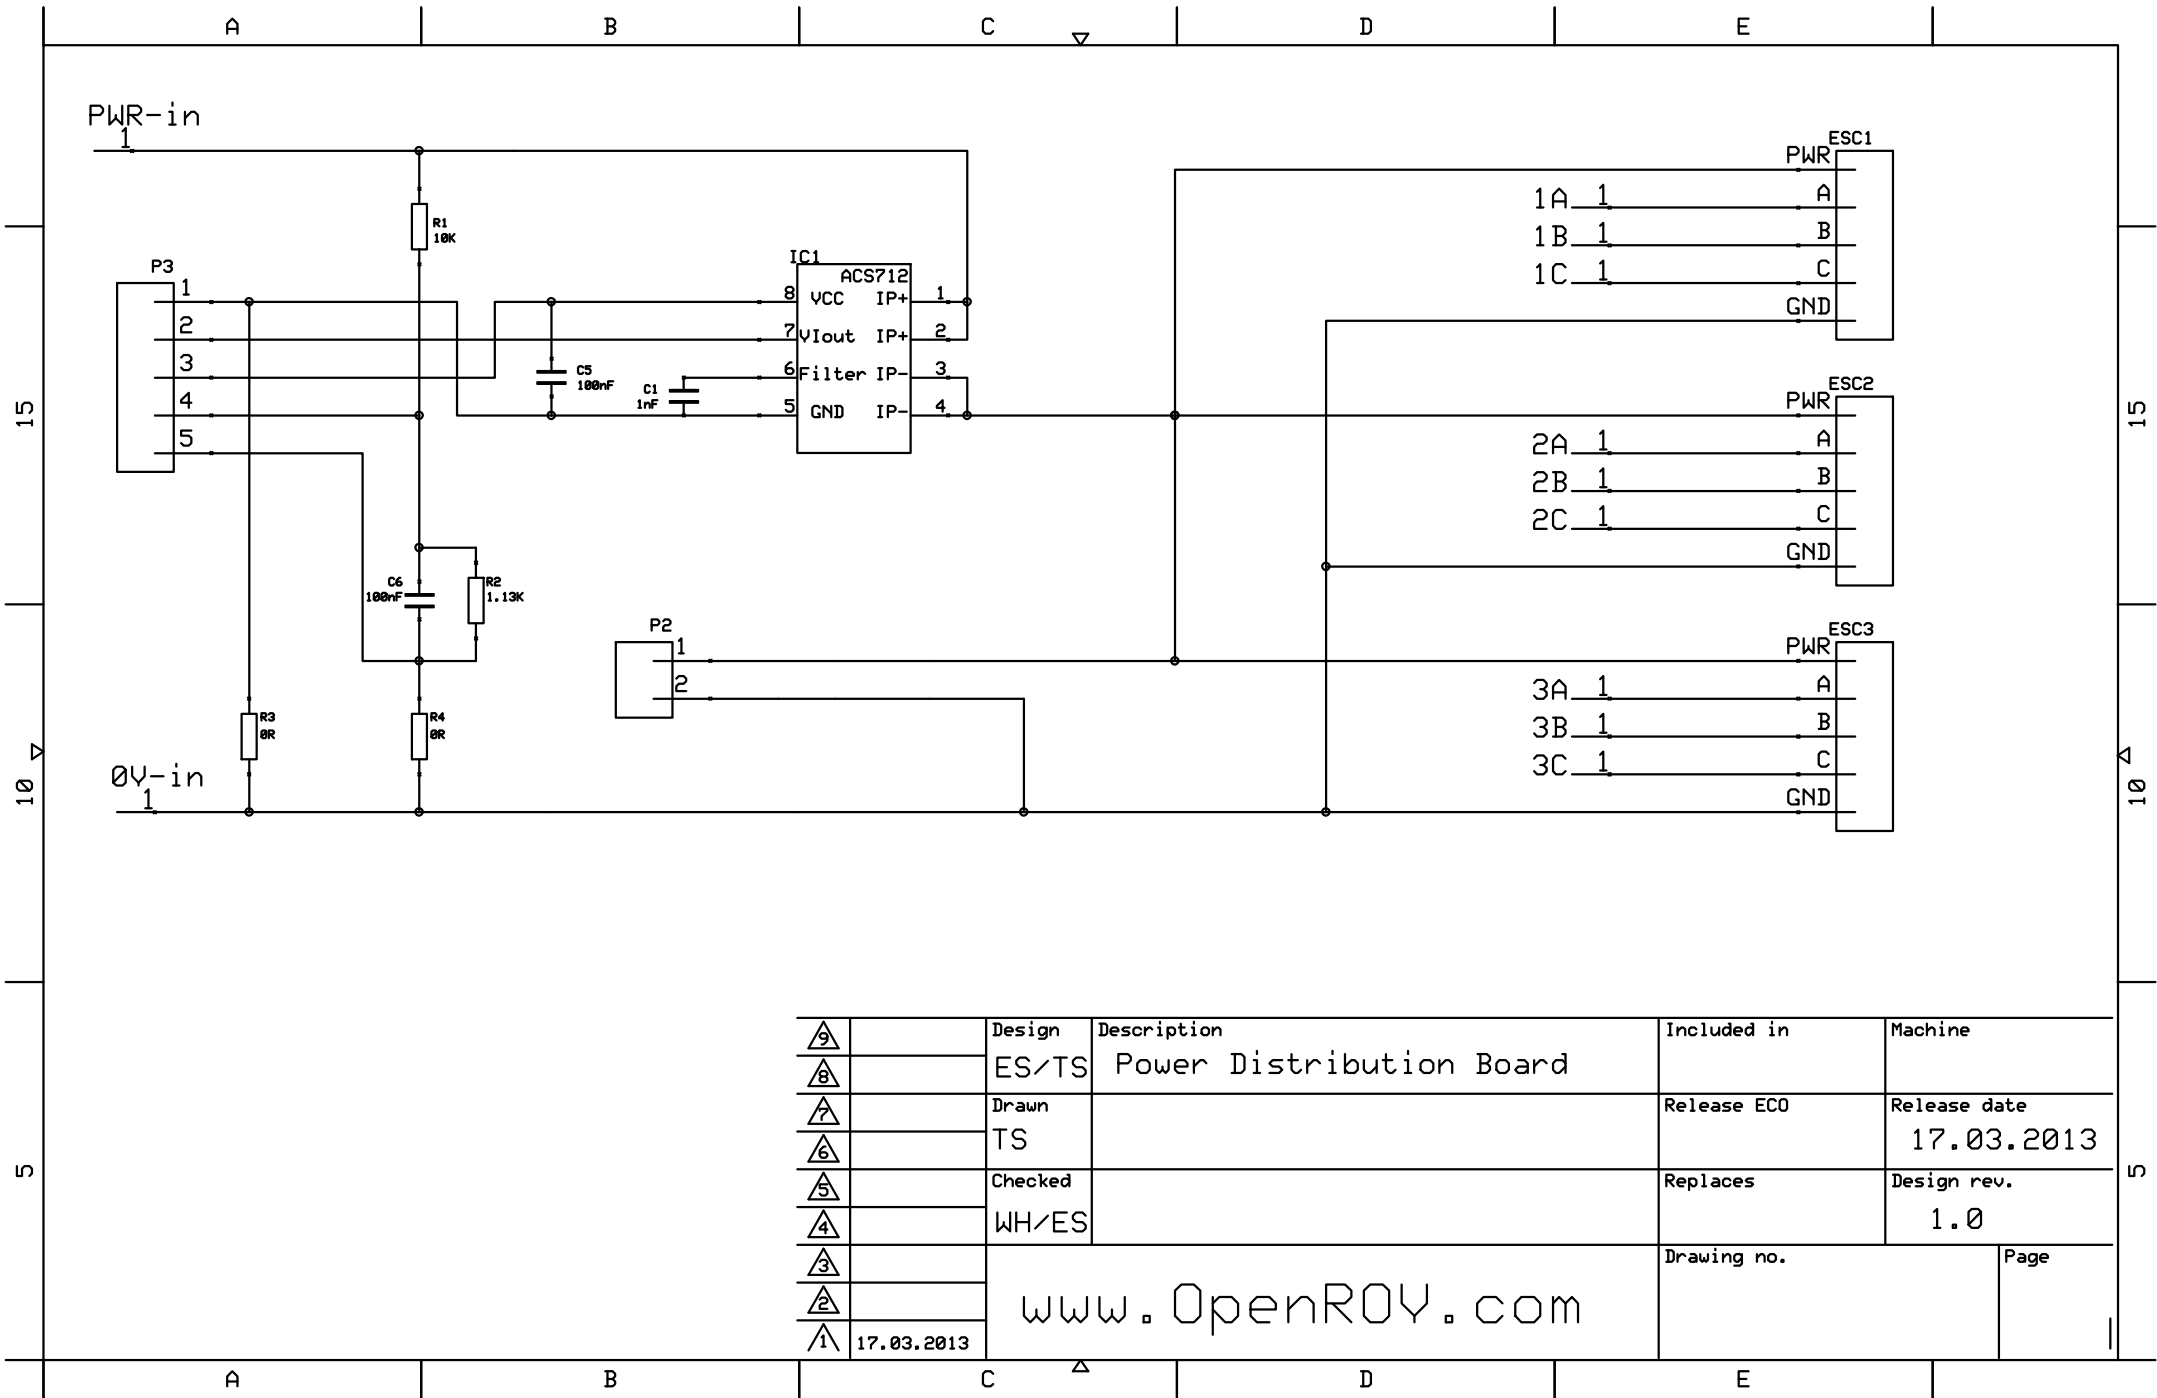 A B C D E
PWR-in
1
ESC1
PWR
1A 1 A
1B 1 B
1C 1 C
GND
R1
10K
P3
1
2
3
4
5
IC1
ACS712
8 VCC IP+ 1
7 VIout IP+ 2
6 Filter IP- 3
5 GND IP- 4
C5
100nF
C1
1nF
15
15
ESC2
PWR
2A 1 A
2B 1 B
2C 1 C
GND
C6
100nF
R2
1.13K
P2
1
2
ESC3
PWR
3A 1 A
3B 1 B
3C 1 C
GND
R3
0R
R4
0R
0V-in
1
10
10
5
5
9
8
7
6
5
4
3
2
1 17.03.2013
Design
ES/TS
Description
Power Distribution Board
Included in
Machine
Drawn
TS
Release ECO
Release date
17.03.2013
Checked
WH/ES
Replaces
Design rev.
1.0
www.OpenROV.com
Drawing no.
Page
A B C D E